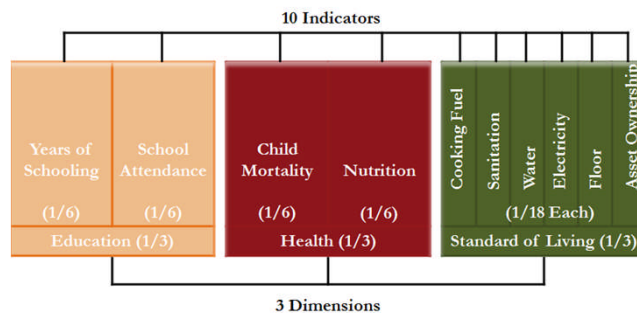 10 Indicators
Years of
Schooling
(1/6)
School
Attendance
(1/6)
Education (1/3)
Child
Mortality
(1/6)
Nutrition
(1/6)
Health (1/3)
Cooking Fuel
Sanitation
Water
Electricity
Floor
Asset Ownership
(1/18 Each)
Standard of Living (1/3)
3 Dimensions